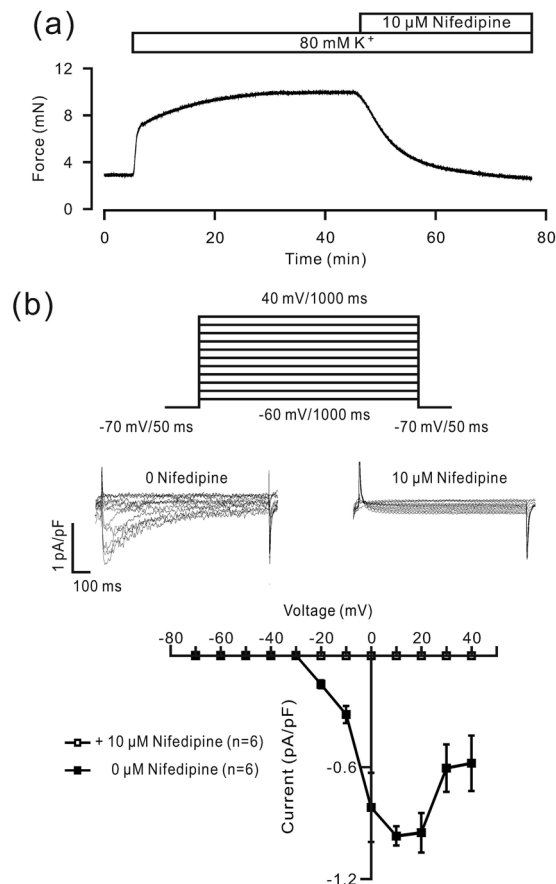 (a)
10 μM Nifedipine
80 mM K+
12
8
4
0
Force (mN)
0 20 40 60 80
Time (min)
(b)
40 mV/1000 ms
-60 mV/1000 ms
-70 mV/50 ms -70 mV/50 ms
0 Nifedipine 10 μM Nifedipine
1 pA/pF
100 ms
Voltage (mV)
-80 -60 -40 -20 0 20 40
+ 10 μM Nifedipine (n=6)
0 μM Nifedipine (n=6)
Current (pA/pF)
-0.6
-1.2